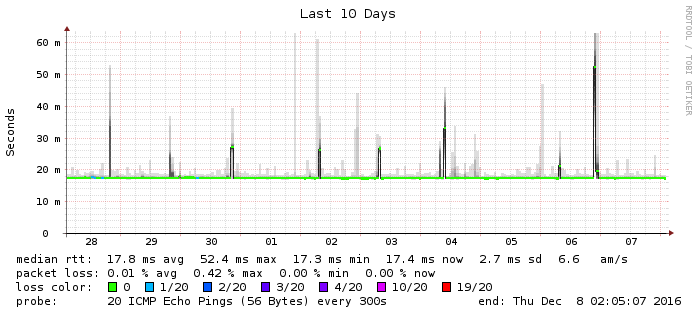 Last 10 Days
RRDTOOL / TOBI OETIKER
Seconds
60 m
50 m
40 m
30 m
20 m
10 m
0
28 29 30 01 02 03 04 05 06 07
median rtt: 17.8 ms avg 52.4 ms max 17.3 ms min 17.4 ms now 2.7 ms sd 6.6 am/s
packet loss: 0.01 % avg 0.42 % max 0.00 % min 0.00 % now
loss color: 0 1/20 2/20 3/20 4/20 10/20 19/20
probe: 20 ICMP Echo Pings (56 Bytes) every 300s end: Thu Dec 8 02:05:07 2016